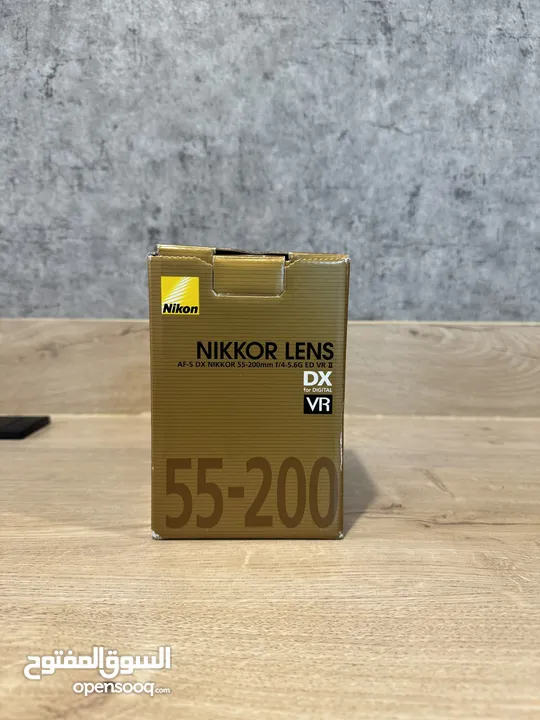 Nikon
NIKKOR LENS
AF-S DX NIKKOR 55-200mm f/4-5.6G ED VR II
DX
for DIGITAL
VR
55-200
السوق المفتوح
opensooq.com